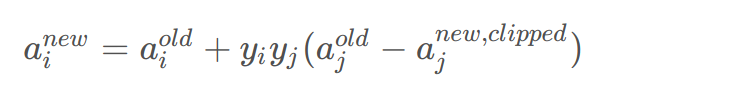 a_i^{new} = a_i^{old} + y_i y_j (a_j^{old} − a_j^{new,clipped})